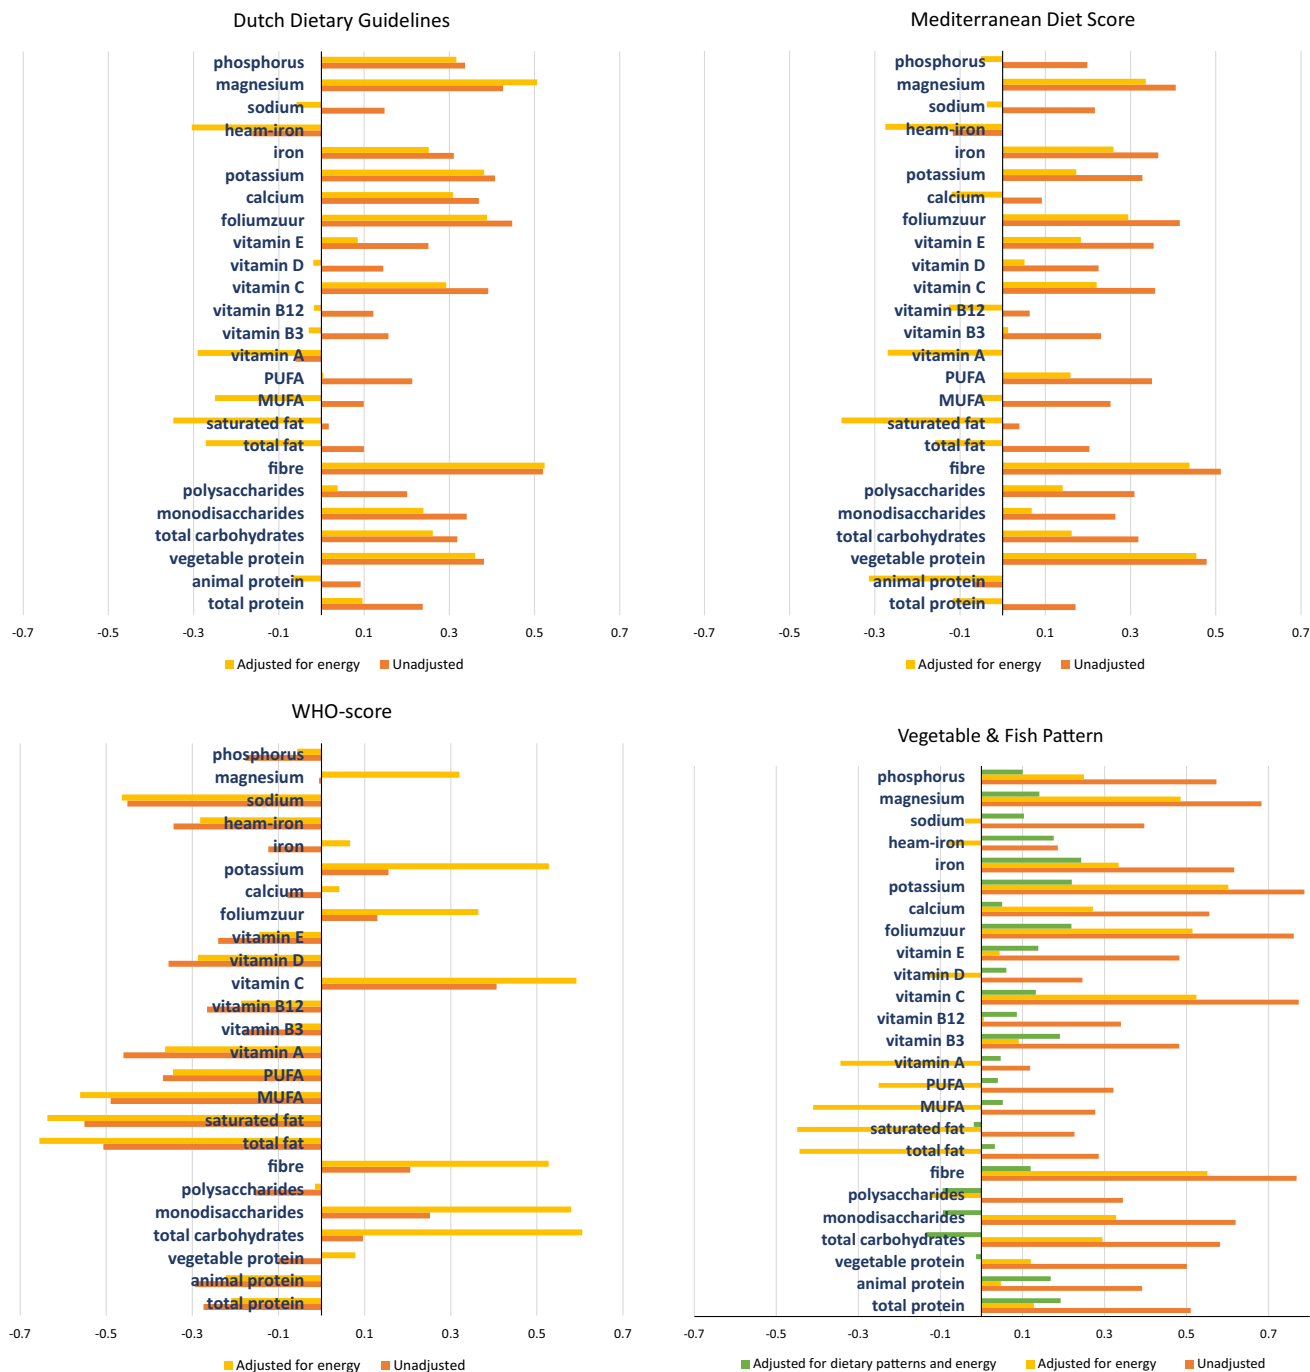 Dutch Dietary Guidelines
phosphorus
magnesium
sodium
heam-iron
iron
potassium
calcium
foliumzuur
vitamin E
vitamin D
vitamin C
vitamin B12
vitamin B3
vitamin A
PUFA
MUFA
saturated fat
total fat
fibre
polysaccharides
monodisaccharides
total carbohydrates
vegetable protein
animal protein
total protein
-0.7 -0.5 -0.3 -0.1 0.1 0.3 0.5 0.7
Adjusted for energy Unadjusted
Mediterranean Diet Score
phosphorus
magnesium
sodium
heam-iron
iron
potassium
calcium
foliumzuur
vitamin E
vitamin D
vitamin C
vitamin B12
vitamin B3
vitamin A
PUFA
MUFA
saturated fat
total fat
fibre
polysaccharides
monodisaccharides
total carbohydrates
vegetable protein
animal protein
total protein
-0.7 -0.5 -0.3 -0.1 0.1 0.3 0.5 0.7
Adjusted for energy Unadjusted
WHO-score
phosphorus
magnesium
sodium
heam-iron
iron
potassium
calcium
foliumzuur
vitamin E
vitamin D
vitamin C
vitamin B12
vitamin B3
vitamin A
PUFA
MUFA
saturated fat
total fat
fibre
polysaccharides
monodisaccharides
total carbohydrates
vegetable protein
animal protein
total protein
-0.7 -0.5 -0.3 -0.1 0.1 0.3 0.5 0.7
Adjusted for energy Unadjusted
Vegetable & Fish Pattern
phosphorus
magnesium
sodium
heam-iron
iron
potassium
calcium
foliumzuur
vitamin E
vitamin D
vitamin C
vitamin B12
vitamin B3
vitamin A
PUFA
MUFA
saturated fat
total fat
fibre
polysaccharides
monodisaccharides
total carbohydrates
vegetable protein
animal protein
total protein
-0.7 -0.5 -0.3 -0.1 0.1 0.3 0.5 0.7
Adjusted for dietary patterns and energy Adjusted for energy Unadjusted